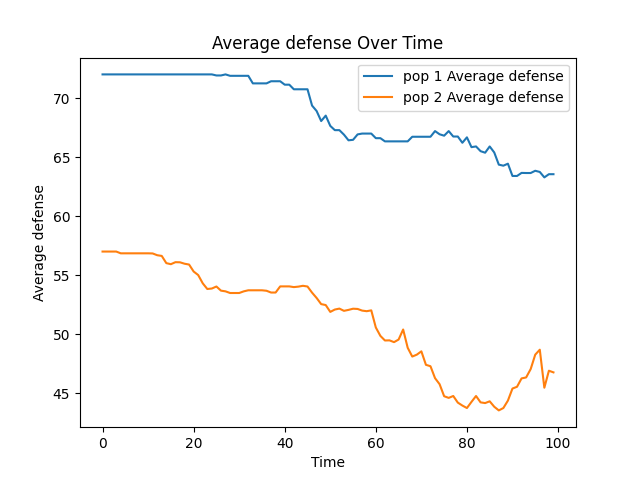 Average defense Over Time
pop 1 Average defense
pop 2 Average defense
Average defense
70
65
60
55
50
45
0 20 40 60 80 100
Time